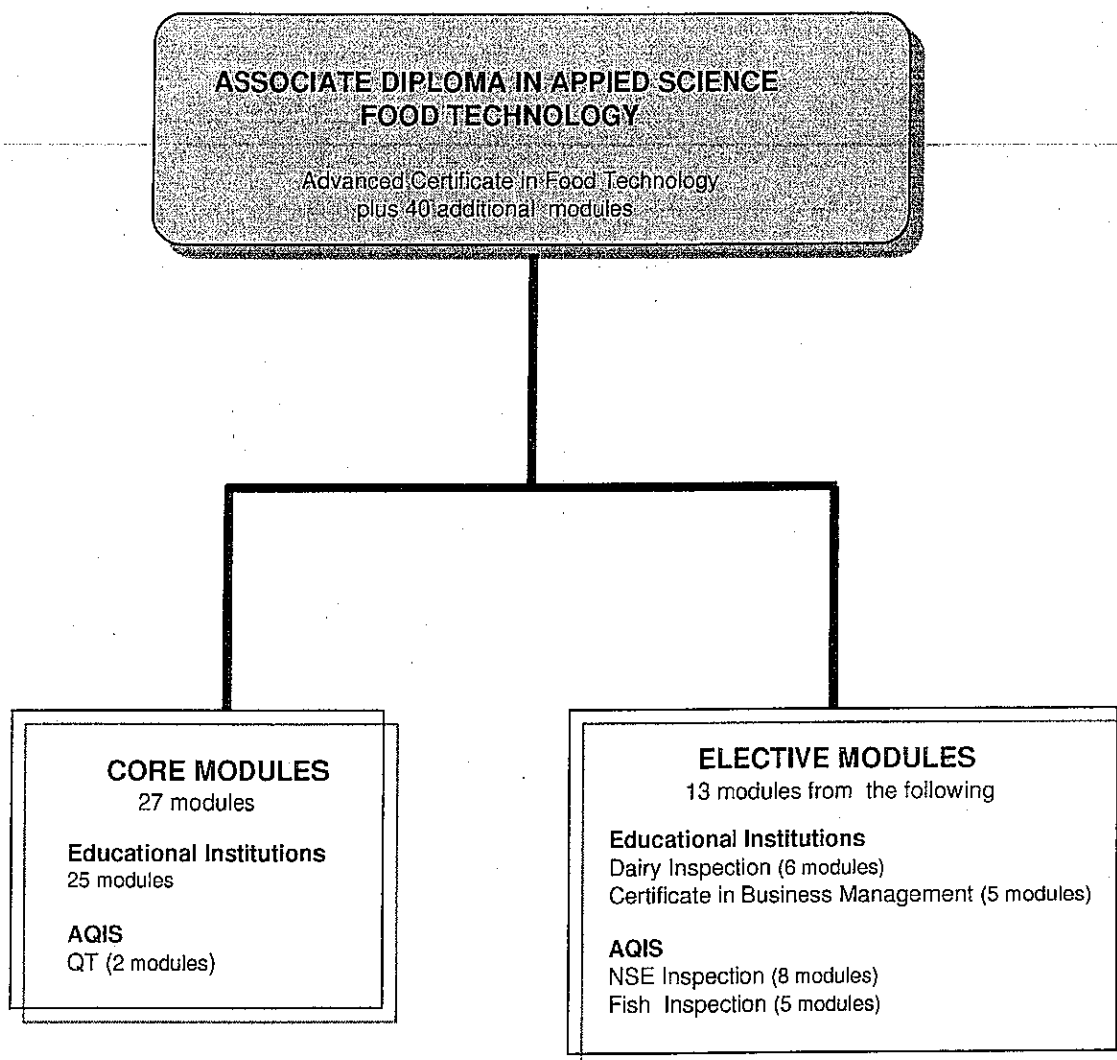 ASSOCIATE DIPLOMA IN APPIED SCIENCE
FOOD TECHNOLOGY
Advanced Certificate in Food Technology
plus 40 additional modules
CORE MODULES
27 modules
Educational Institutions
25 modules
AQIS
QT (2 modules)
ELECTIVE MODULES
13 modules from the following
Educational Institutions
Dairy Inspection (6 modules)
Certificate in Business Management (5 modules)
AQIS
NSE Inspection (8 modules)
Fish Inspection (5 modules)